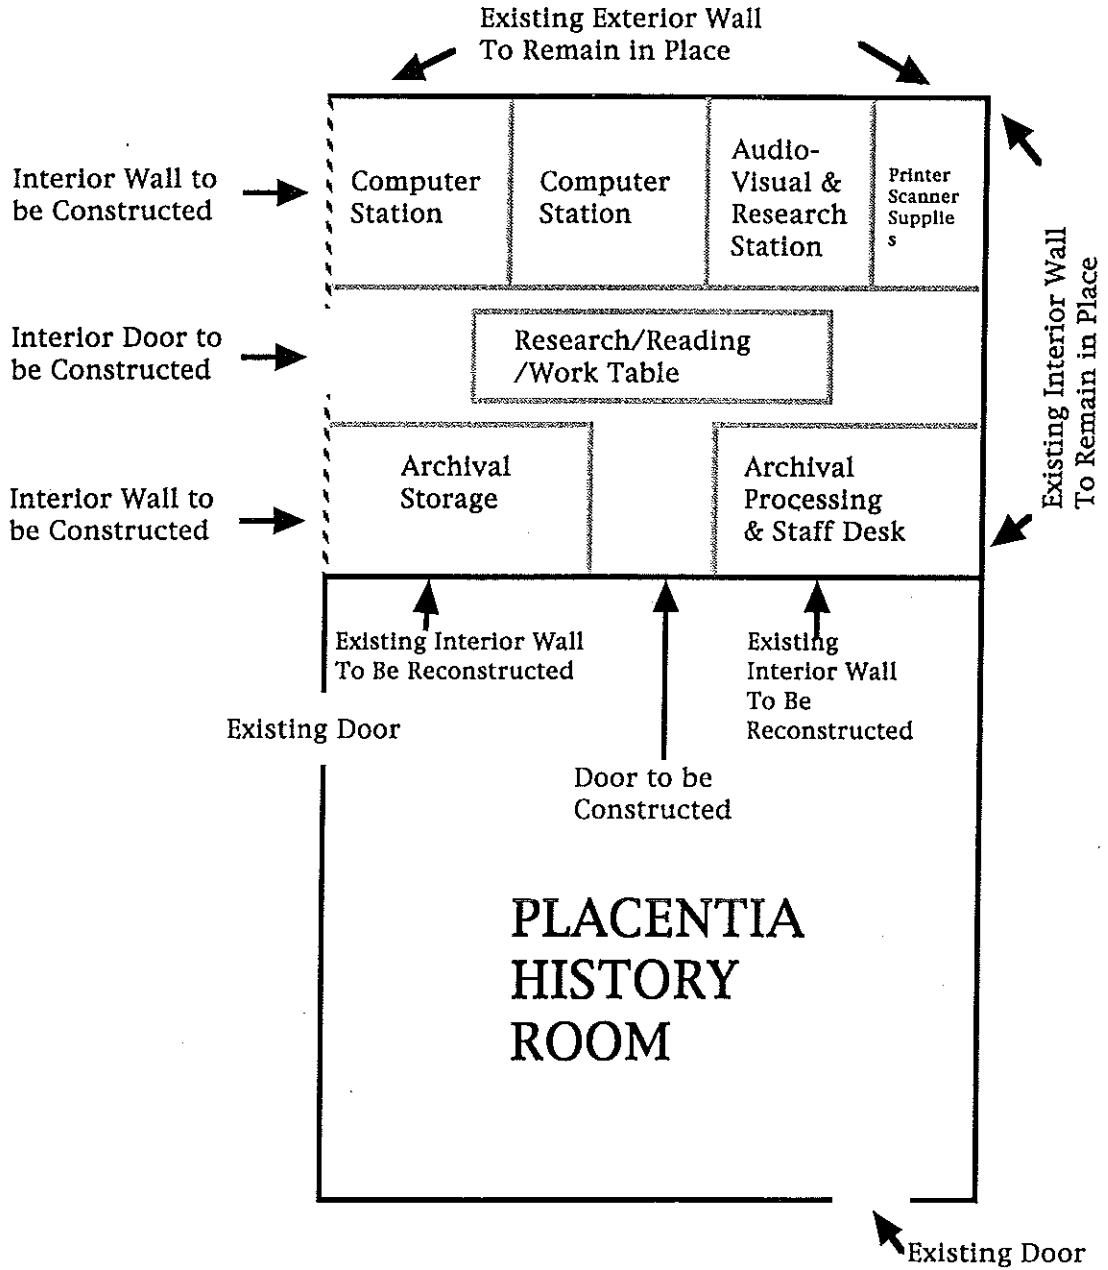 Existing Exterior Wall
To Remain in Place
Interior Wall to
be Constructed
Computer
Station
Computer
Station
Audio-
Visual &
Research
Station
Printer
Scanner
Supplie
s
Existing Interior Wall
To Remain in Place
Interior Door to
be Constructed
Research/Reading
/Work Table
Interior Wall to
be Constructed
Archival
Storage
Archival
Processing
& Staff Desk
Existing Interior Wall
To Be Reconstructed
Existing
Interior Wall
To Be
Reconstructed
Existing Door
Door to be
Constructed
PLACENTIA
HISTORY
ROOM
Existing Door